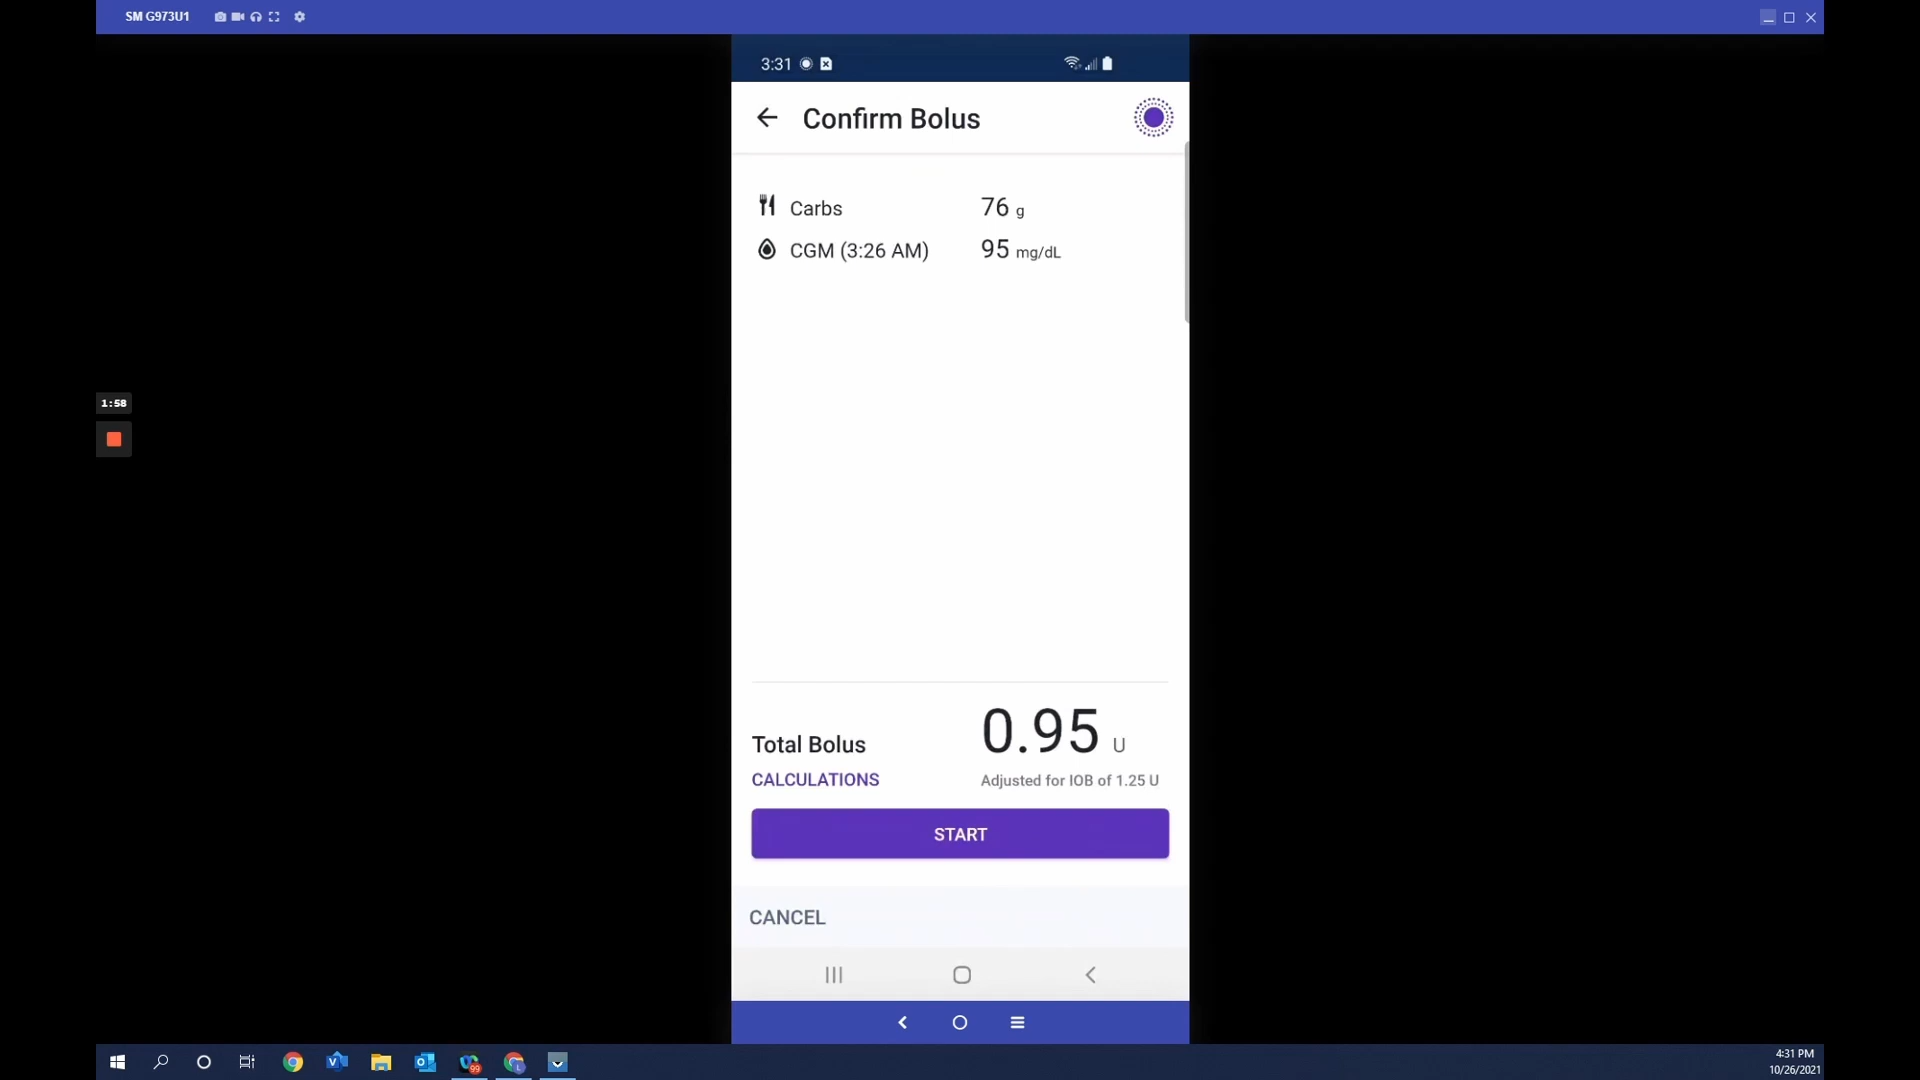 SM G973U1
3:31
Confirm Bolus
Carbs 76 g
CGM (3:26 AM) 95 mg/dL
1:58
Total Bolus 0.95 U
CALCULATIONS Adjusted for IOB of 1.25 U
START
CANCEL
99
L
4:31 PM
10/26/2021